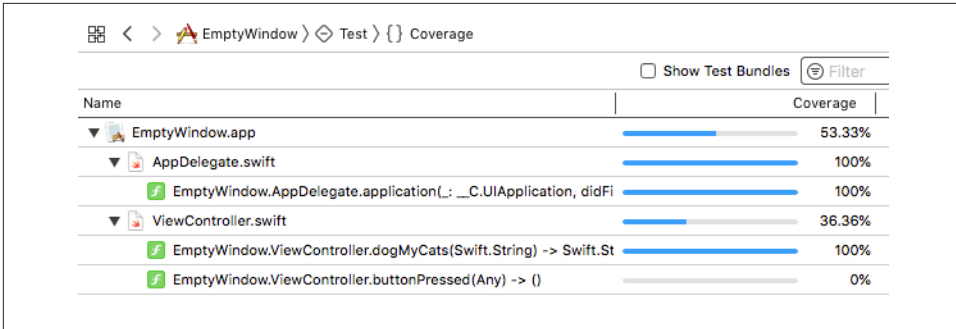 EmptyWindow 〉 Test 〉 {} Coverage
Show Test Bundles Filter
Name Coverage
EmptyWindow.app 53.33%
AppDelegate.swift 100%
EmptyWindow.AppDelegate.application(_: __C.UIApplication, didFi 100%
ViewController.swift 36.36%
EmptyWindow.ViewController.dogMyCats(Swift.String) -> Swift.St 100%
EmptyWindow.ViewController.buttonPressed(Any) -> () 0%